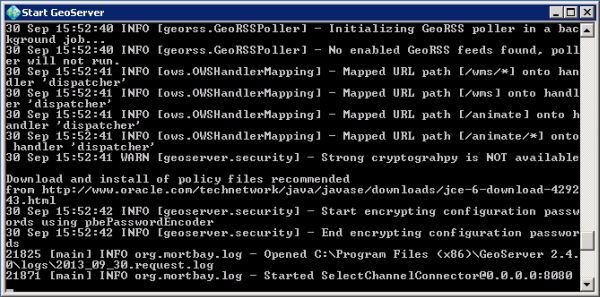 Start GeoServer
30 Sep 15:52:40 INFO [georss.GeoRSSPoller] - Initializing GeoRSS poller in a bac
kground job...
30 Sep 15:52:40 INFO [georss.GeoRSSPoller] - No enabled GeoRSS feeds found, poll
er will not run.
30 Sep 15:52:41 INFO [ows.OWSHandlerMapping] - Mapped URL path [/wms/*] onto han
dler 'dispatcher'
30 Sep 15:52:41 INFO [ows.OWSHandlerMapping] - Mapped URL path [/wms] onto handl
er 'dispatcher'
30 Sep 15:52:41 INFO [ows.OWSHandlerMapping] - Mapped URL path [/animate] onto h
andler 'dispatcher'
30 Sep 15:52:41 INFO [ows.OWSHandlerMapping] - Mapped URL path [/animate/*] onto
 handler 'dispatcher'
30 Sep 15:52:41 WARN [geoserver.security] - Strong cryptograhpy is NOT available
Download and install of policy files recommended
from http://www.oracle.com/technetwork/java/javase/downloads/jce-6-download-4292
43.html
30 Sep 15:52:42 INFO [geoserver.security] - Start encrypting configuration passw
ords using pbePasswordEncoder
30 Sep 15:52:42 INFO [geoserver.security] - End encrypting configuration passwor
ds
21825 [main] INFO org.mortbay.log - Opened C:\Program Files (x86)\GeoServer 2.4.
0\logs\2013_09_30.request.log
21871 [main] INFO org.mortbay.log - Started SelectChannelConnector@0.0.0.0:8080